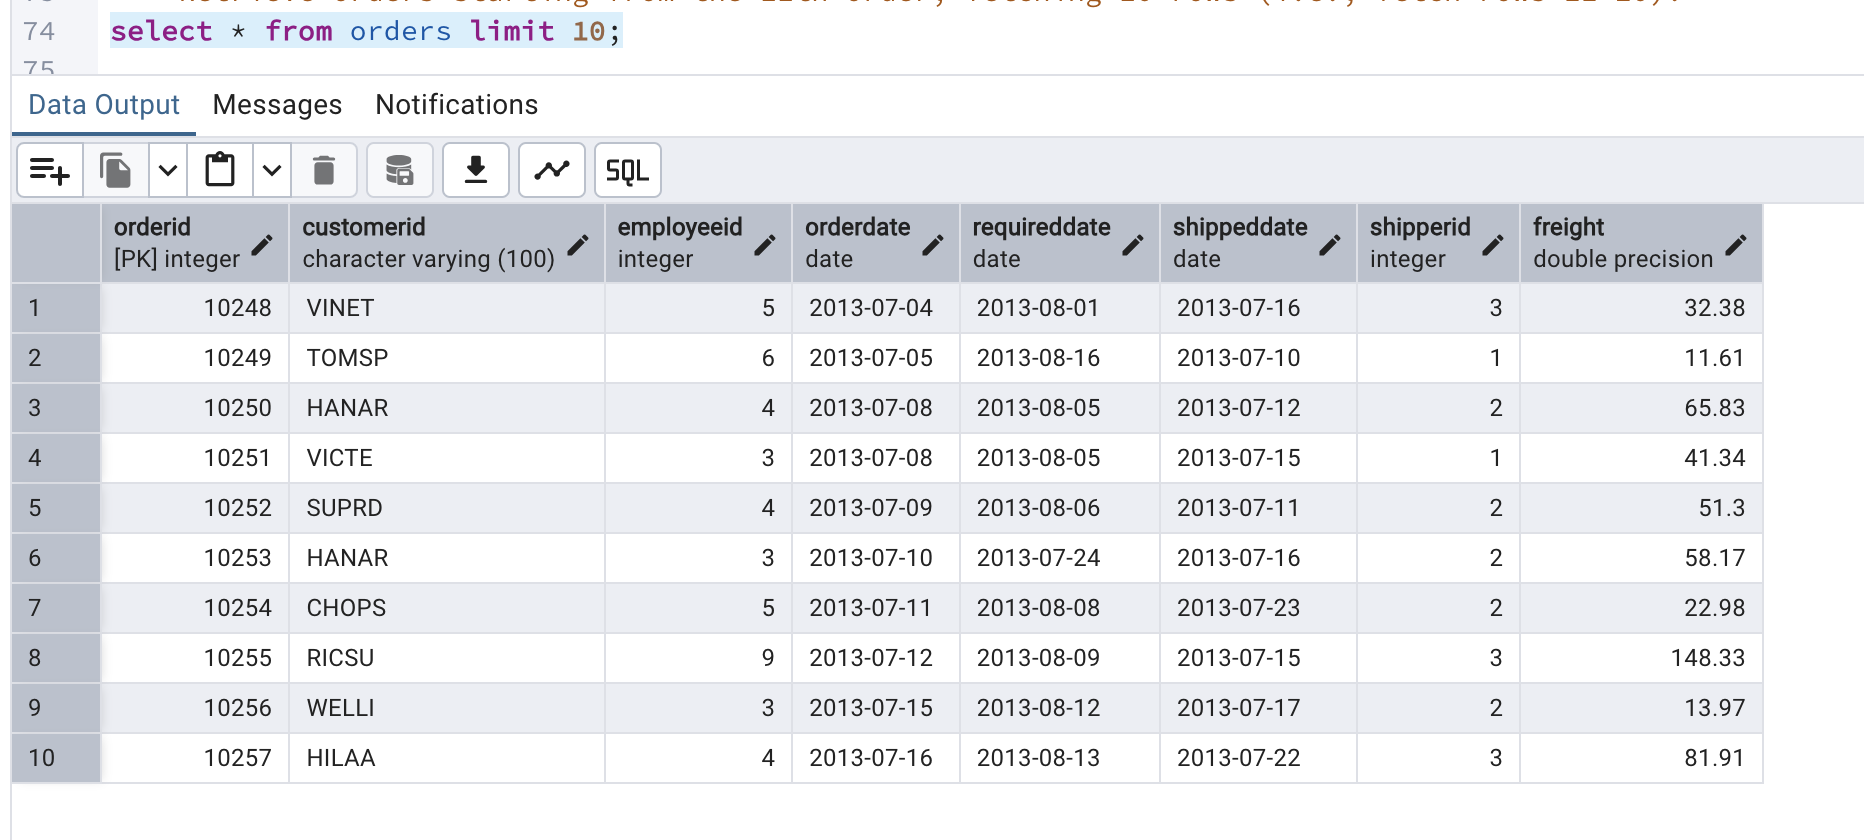 74 select * from orders limit 10;
75
Data Output Messages Notifications
SQL
orderid customerid employeeid orderdate requireddate shippeddate shipperid freight
[PK] integer character varying (100) integer date date date integer double precision
1 10248 VINET 5 2013-07-04 2013-08-01 2013-07-16 3 32.38
2 10249 TOMSP 6 2013-07-05 2013-08-16 2013-07-10 1 11.61
3 10250 HANAR 4 2013-07-08 2013-08-05 2013-07-12 2 65.83
4 10251 VICTE 3 2013-07-08 2013-08-05 2013-07-15 1 41.34
5 10252 SUPRD 4 2013-07-09 2013-08-06 2013-07-11 2 51.3
6 10253 HANAR 3 2013-07-10 2013-07-24 2013-07-16 2 58.17
7 10254 CHOPS 5 2013-07-11 2013-08-08 2013-07-23 2 22.98
8 10255 RICSU 9 2013-07-12 2013-08-09 2013-07-15 3 148.33
9 10256 WELLI 3 2013-07-15 2013-08-12 2013-07-17 2 13.97
10 10257 HILAA 4 2013-07-16 2013-08-13 2013-07-22 3 81.91